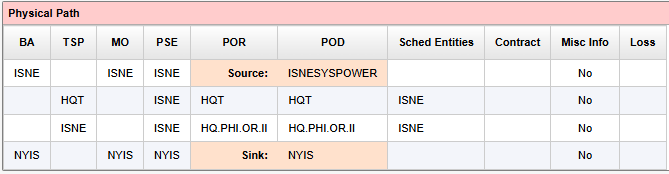 Physical Path
BA TSP MO PSE POR POD Sched Entities Contract Misc Info Loss
ISNE ISNE ISNE Source: ISNESYSPOWER No
HQT ISNE HQT HQT ISNE
ISNE ISNE HQ.PHI.OR.II HQ.PHI.OR.II ISNE No
NYIS NYIS NYIS Sink: NYIS No